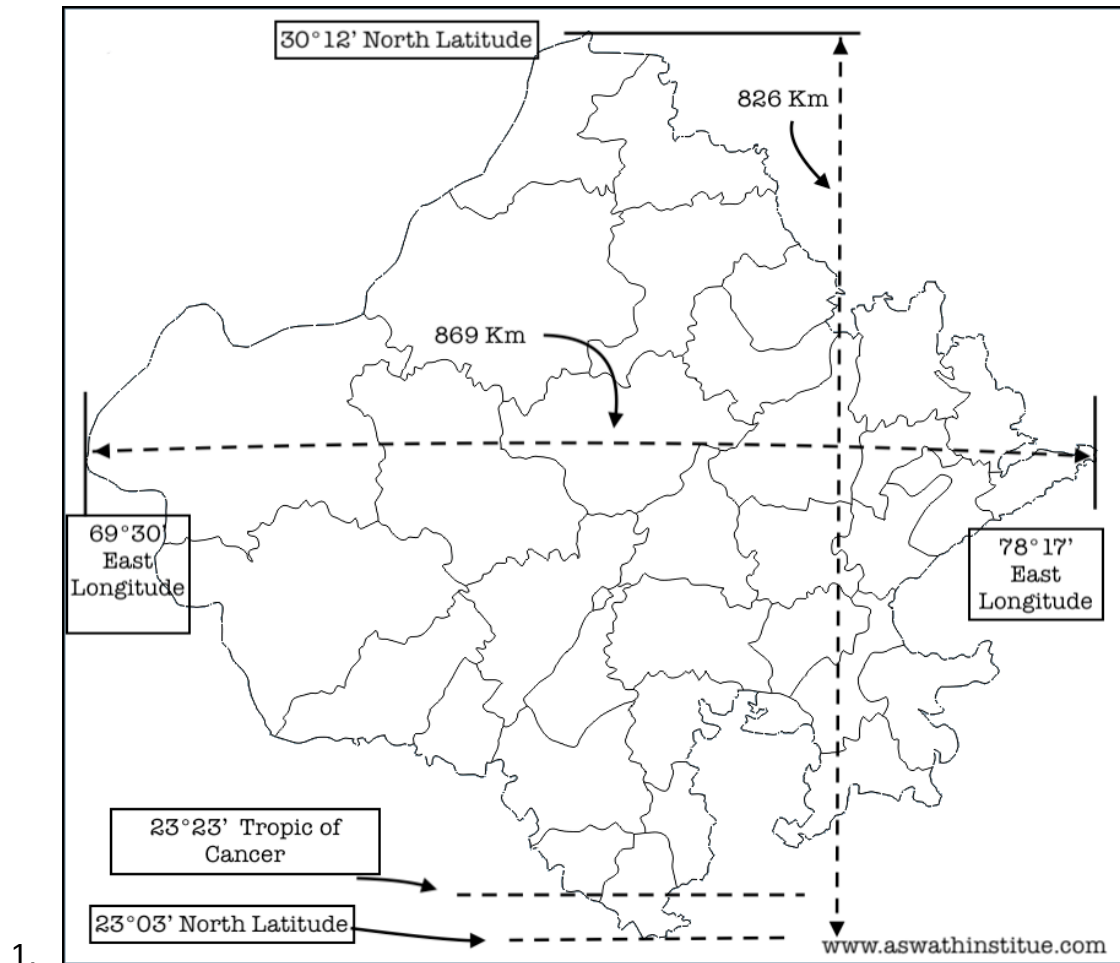 30°12' North Latitude
826 Km
869 Km
69°30'
East
Longitude
78°17'
East
Longitude
23°23' Tropic of
Cancer
23°03' North Latitude
www.aswathinstitue.com
1.